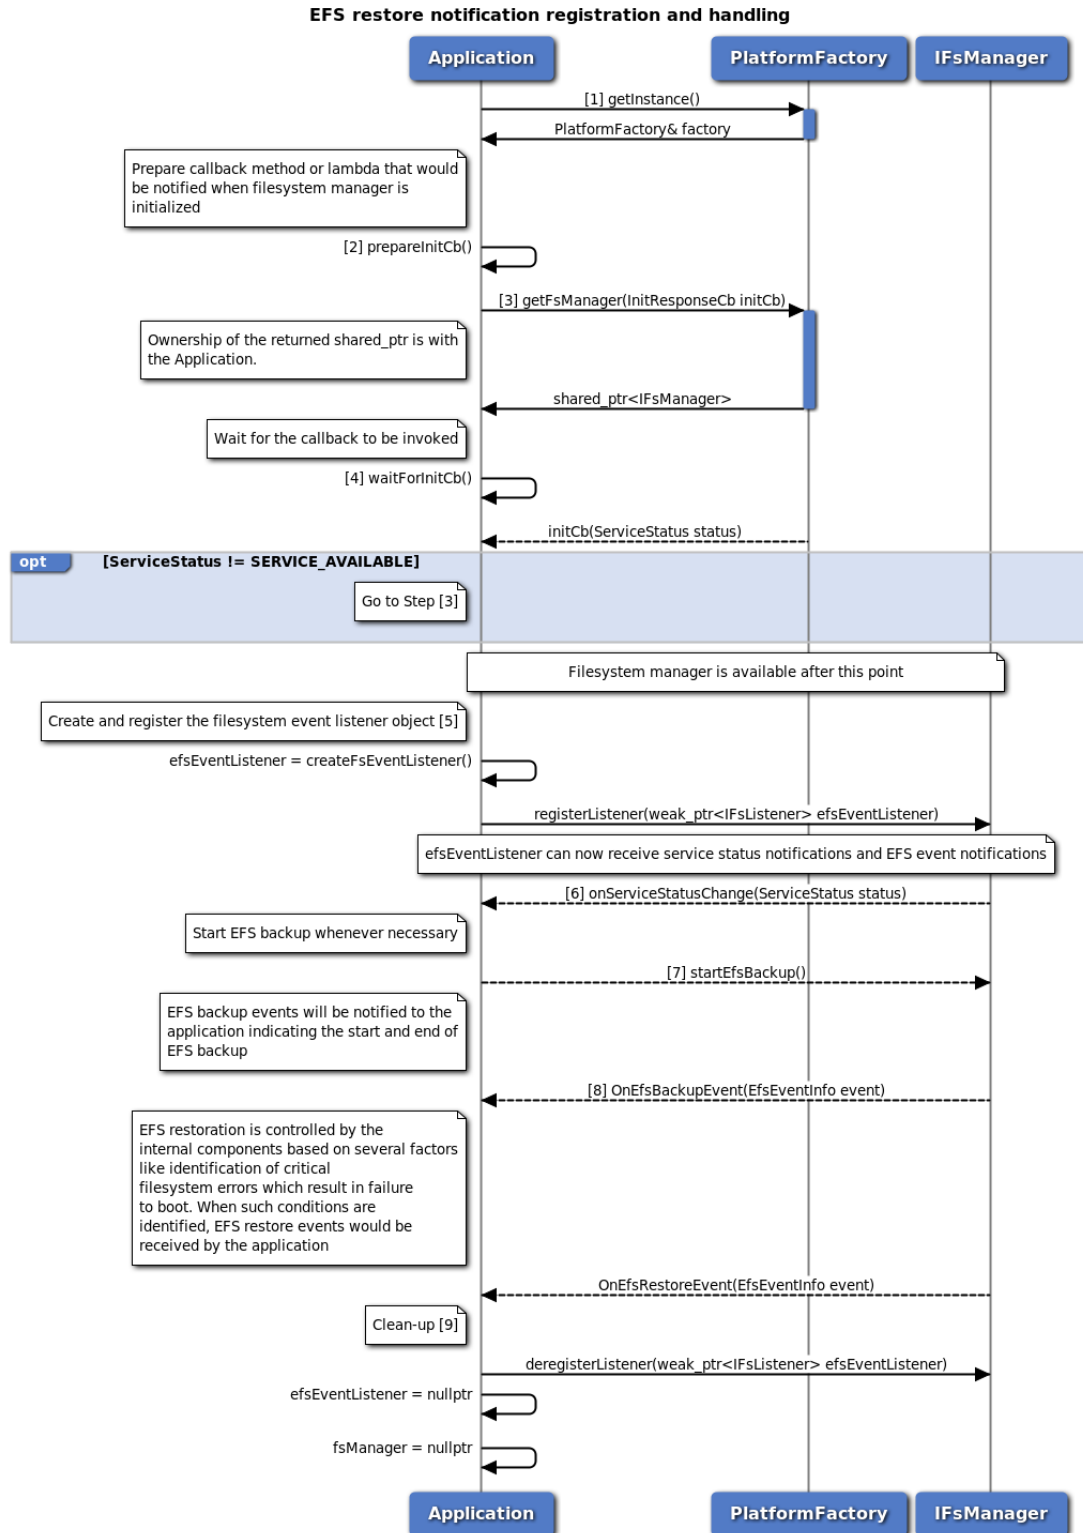 EFS restore notification registration and handling
Application
PlatformFactory
IFsManager
[1] getInstance()
PlatformFactory& factory
Prepare callback method or lambda that would
be notified when filesystem manager is
initialized
[2] prepareInitCb()
[3] getFsManager(InitResponseCb initCb)
Ownership of the returned shared_ptr is with
the Application.
shared_ptr<IFsManager>
Wait for the callback to be invoked
[4] waitForInitCb()
initCb(ServiceStatus status)
opt
[ServiceStatus != SERVICE_AVAILABLE]
Go to Step [3]
Filesystem manager is available after this point
Create and register the filesystem event listener object [5]
efsEventListener = createFsEventListener()
registerListener(weak_ptr<IFsListener> efsEventListener)
efsEventListener can now receive service status notifications and EFS event notifications
[6] onServiceStatusChange(ServiceStatus status)
Start EFS backup whenever necessary
[7] startEfsBackup()
EFS backup events will be notified to the
application indicating the start and end of
EFS backup
[8] OnEfsBackupEvent(EfsEventInfo event)
EFS restoration is controlled by the
internal components based on several factors
like identification of critical
filesystem errors which result in failure
to boot. When such conditions are
identified, EFS restore events would be
received by the application
OnEfsRestoreEvent(EfsEventInfo event)
Clean-up [9]
deregisterListener(weak_ptr<IFsListener> efsEventListener)
efsEventListener = nullptr
fsManager = nullptr
Application
PlatformFactory
IFsManager